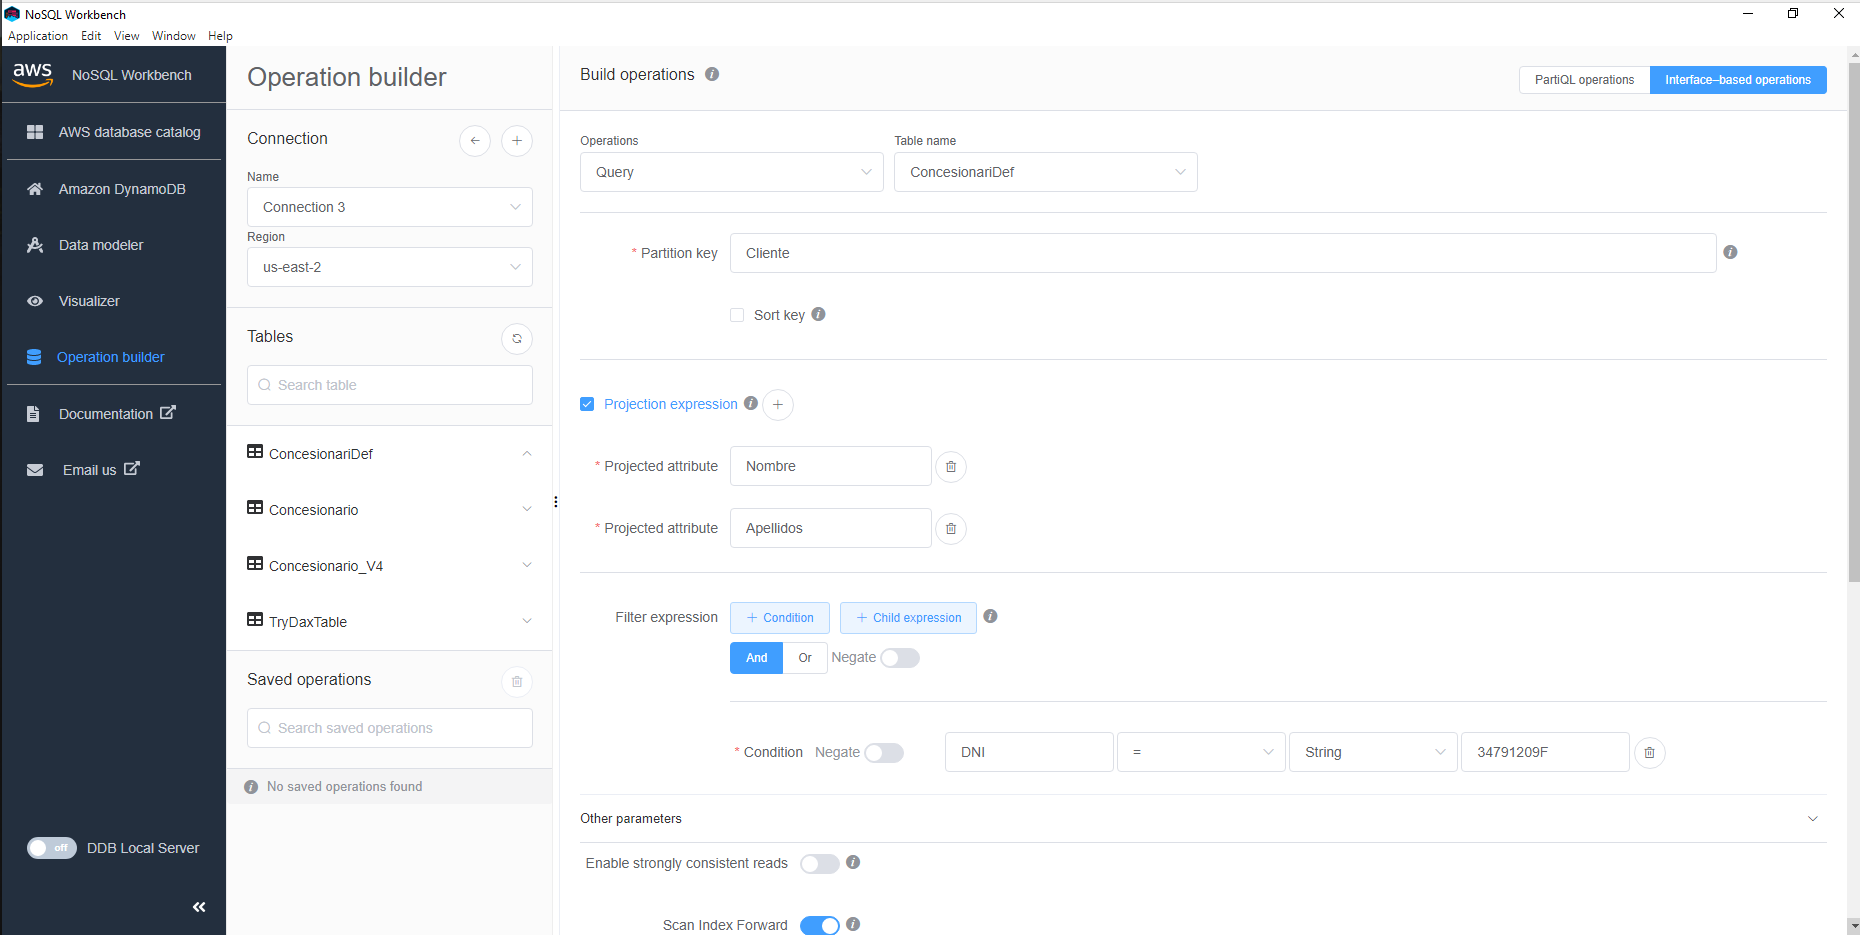 NoSQL Workbench
Application Edit View Window Help
aws NoSQL Workbench
AWS database catalog
Amazon DynamoDB
Data modeler
Visualizer
Operation builder
Documentation
Email us
off DDB Local Server
Operation builder
Connection
Name
Connection 3
Region
us-east-2
Tables
Search table
ConcesionariDef
Concesionario
Concesionario_V4
TryDaxTable
Saved operations
Search saved operations
No saved operations found
Build operations
PartiQL operations Interface–based operations
Operations Table name
Query ConcesionariDef
* Partition key Cliente
Sort key
Projection expression
* Projected attribute Nombre
* Projected attribute Apellidos
Filter expression + Condition + Child expression
And Or Negate
* Condition Negate DNI = String 34791209F
Other parameters
Enable strongly consistent reads
Scan Index Forward